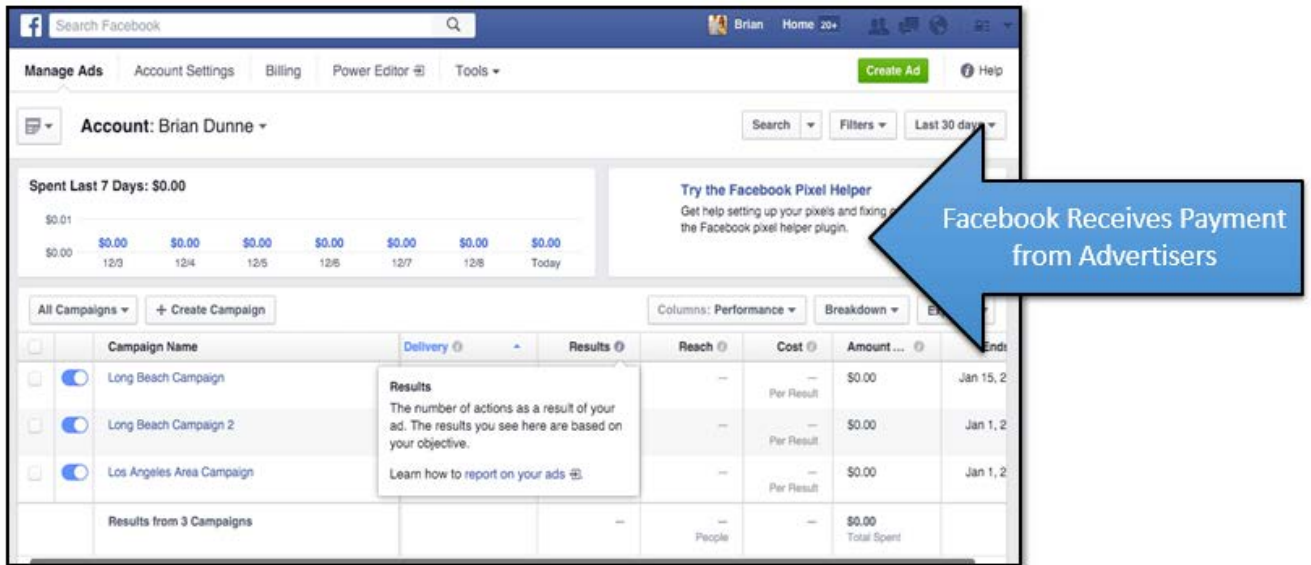 f Search Facebook Brian Home 20+
Manage Ads Account Settings Billing Power Editor Tools Create Ad Help
Account: Brian Dunne Search Filters Last 30 days
Spent Last 7 Days: $0.00
$0.01
$0.00
$0.00 $0.00 $0.00 $0.00 $0.00 $0.00 $0.00
12/3 12/4 12/5 12/6 12/7 12/8 Today
Try the Facebook Pixel Helper
Get help setting up your pixels and fixing
the Facebook pixel helper plugin.
Facebook Receives Payment
from Advertisers
All Campaigns + Create Campaign Columns: Performance Breakdown
Campaign Name Delivery Results Reach Cost Amount ... Ends
Long Beach Campaign — — $0.00 Jan 15, 2
Per Result
Long Beach Campaign 2 — — $0.00 Jan 1, 2
Per Result
Los Angeles Area Campaign — — $0.00 Jan 1, 2
Per Result
Results
The number of actions as a result of your
ad. The results you see here are based on
your objective.
Learn how to report on your ads
Results from 3 Campaigns — — — $0.00
People Total Spent